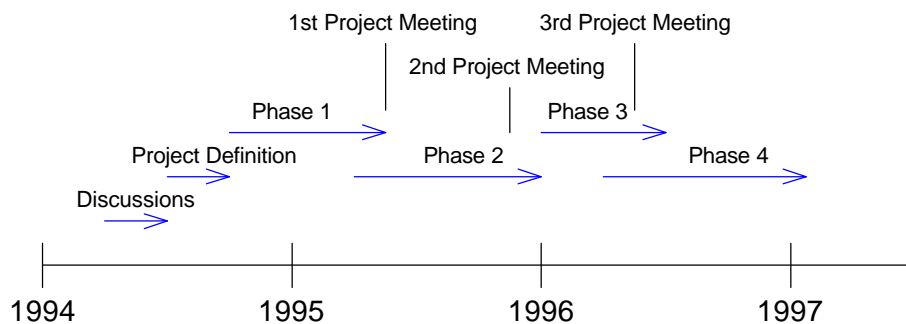 1st Project Meeting
3rd Project Meeting
2nd Project Meeting
Phase 1
Phase 3
Project Definition
Phase 2
Phase 4
Discussions
1994
1995
1996
1997